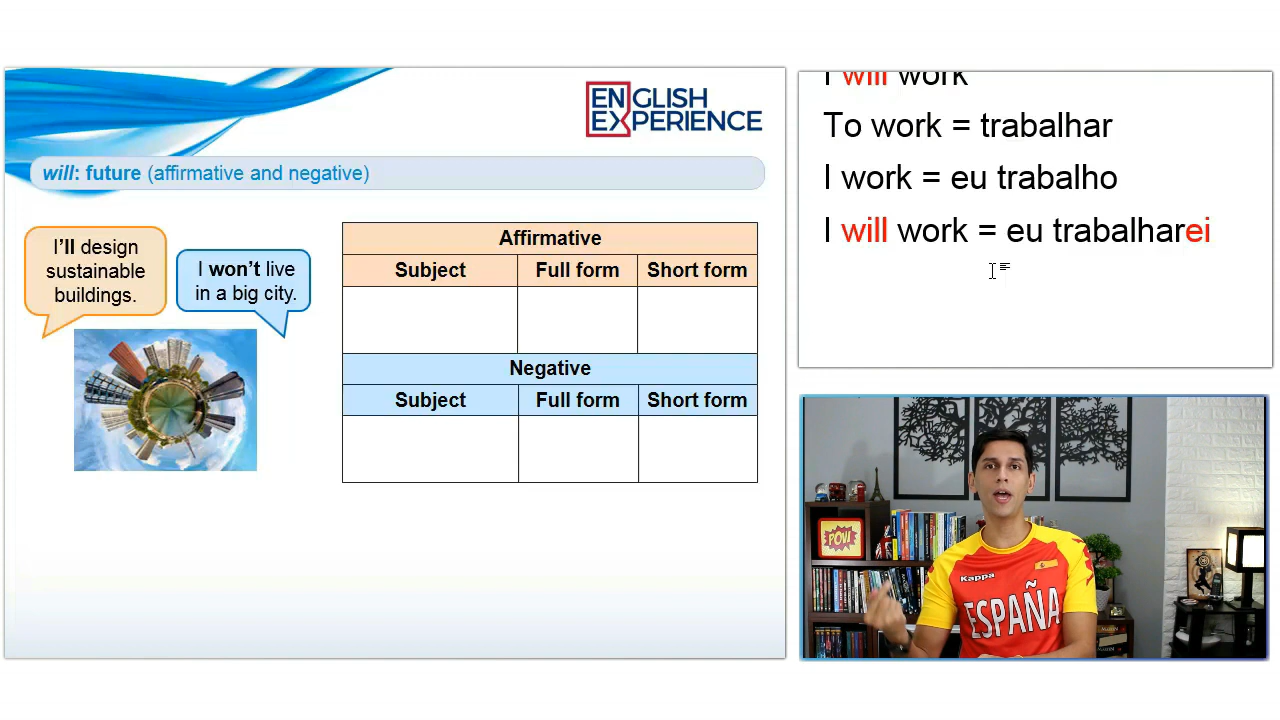 ENGLISH
EXPERIENCE
will: future (affirmative and negative)
I'll design
sustainable
buildings.
I won't live
in a big city.
Affirmative
Subject Full form Short form
Negative
Subject Full form Short form
I will work
To work = trabalhar
I work = eu trabalho
I will work = eu trabalharei
POW!
Kappa
ESPAÑA